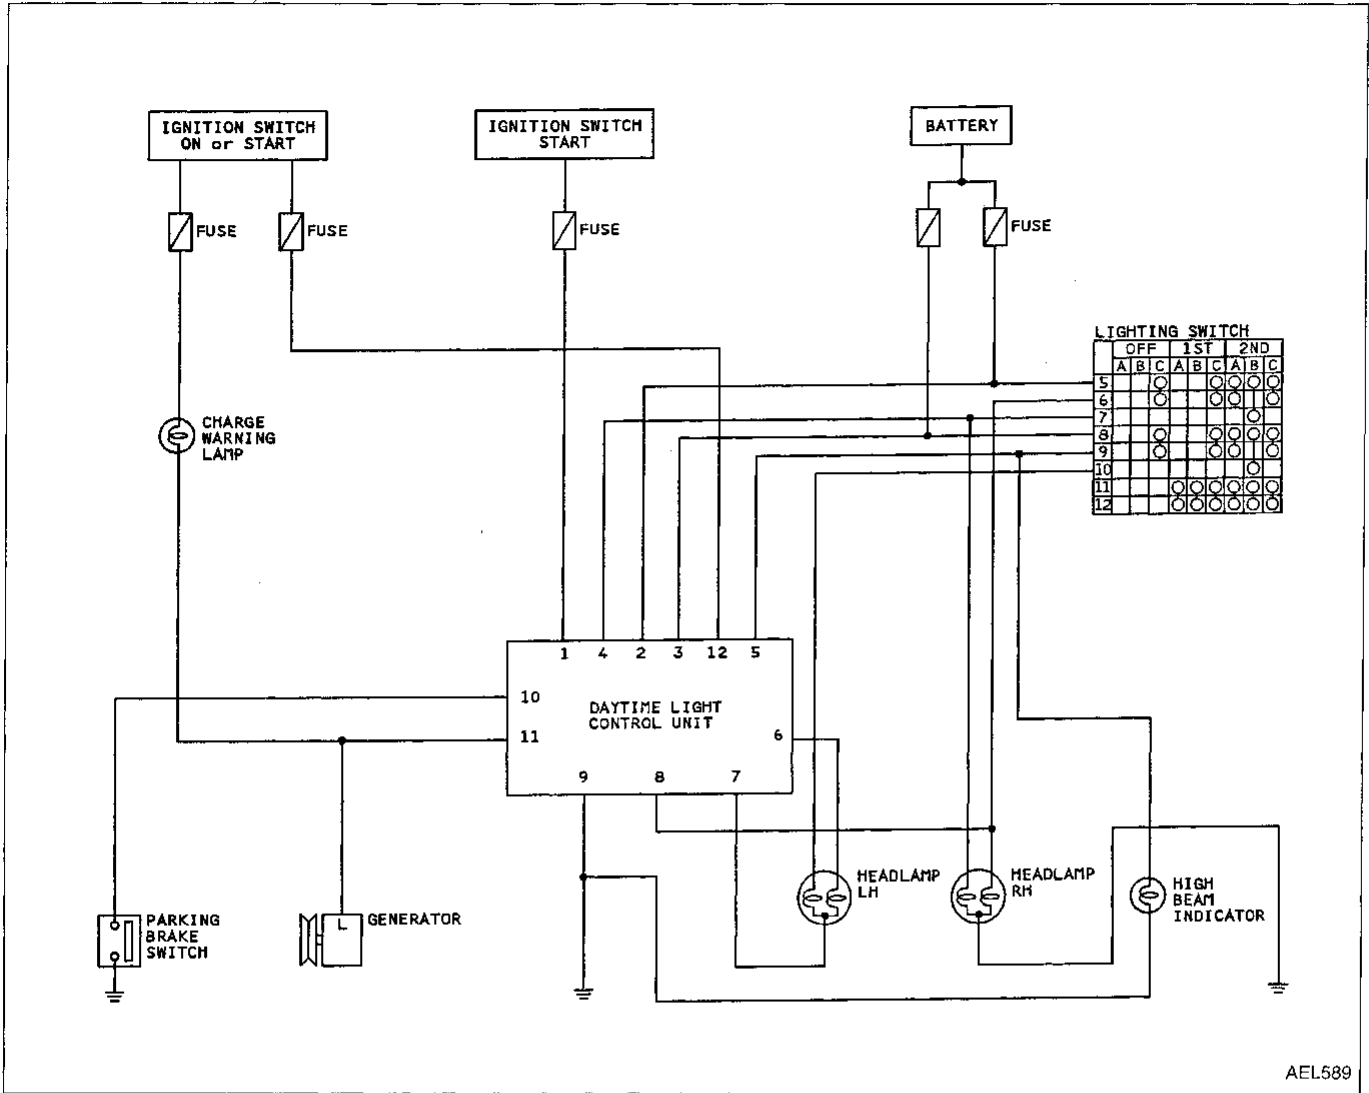 IGNITION SWITCH
ON or START
IGNITION SWITCH
START
BATTERY
FUSE
FUSE
FUSE
FUSE
LIGHTING SWITCH
OFF 1ST 2ND
A B C A B C A B C
5
6
7
8
9
10
11
12
CHARGE
WARNING
LAMP
1 4 2 3 12 5
10
DAYTIME LIGHT
CONTROL UNIT
11
6
9 8 7
HEADLAMP
LH
HEADLAMP
RH
HIGH
BEAM
INDICATOR
PARKING
BRAKE
SWITCH
L
GENERATOR
AEL589